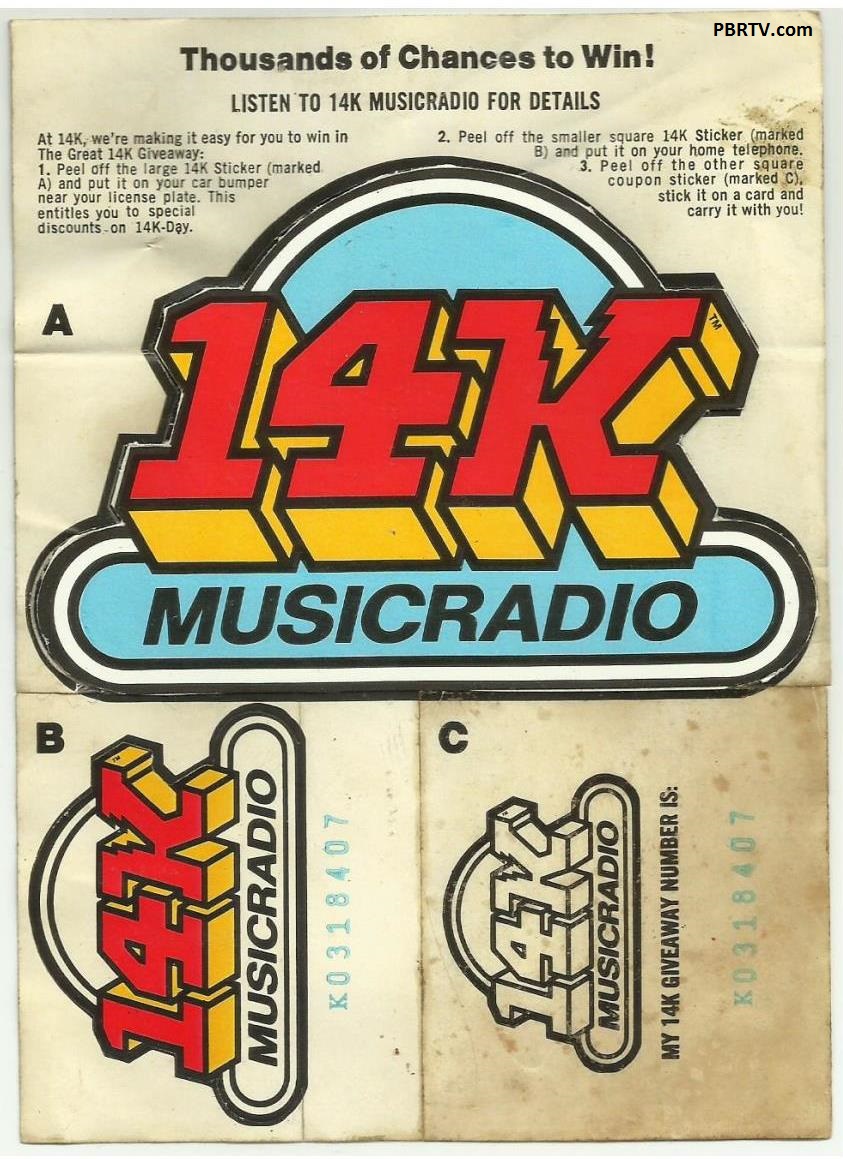 PBRTV.com
Thousands of Chances to Win!
LISTEN TO 14K MUSICRADIO FOR DETAILS
At 14K, we're making it easy for you to win in
The Great 14K Giveaway:
1. Peel off the large 14K Sticker (marked
A) and put it on your car bumper
near your license plate. This
entitles you to special
discounts on 14K-Day.
2. Peel off the smaller square 14K Sticker (marked
B) and put it on your home telephone.
3. Peel off the other square
coupon sticker (marked C),
stick it on a card and
carry it with you!
A
14K
TM
MUSICRADIO
B
14K
TM
MUSICRADIO
K0318407
C
14K
MUSICRADIO
MY 14K GIVEAWAY NUMBER IS:
K0318407